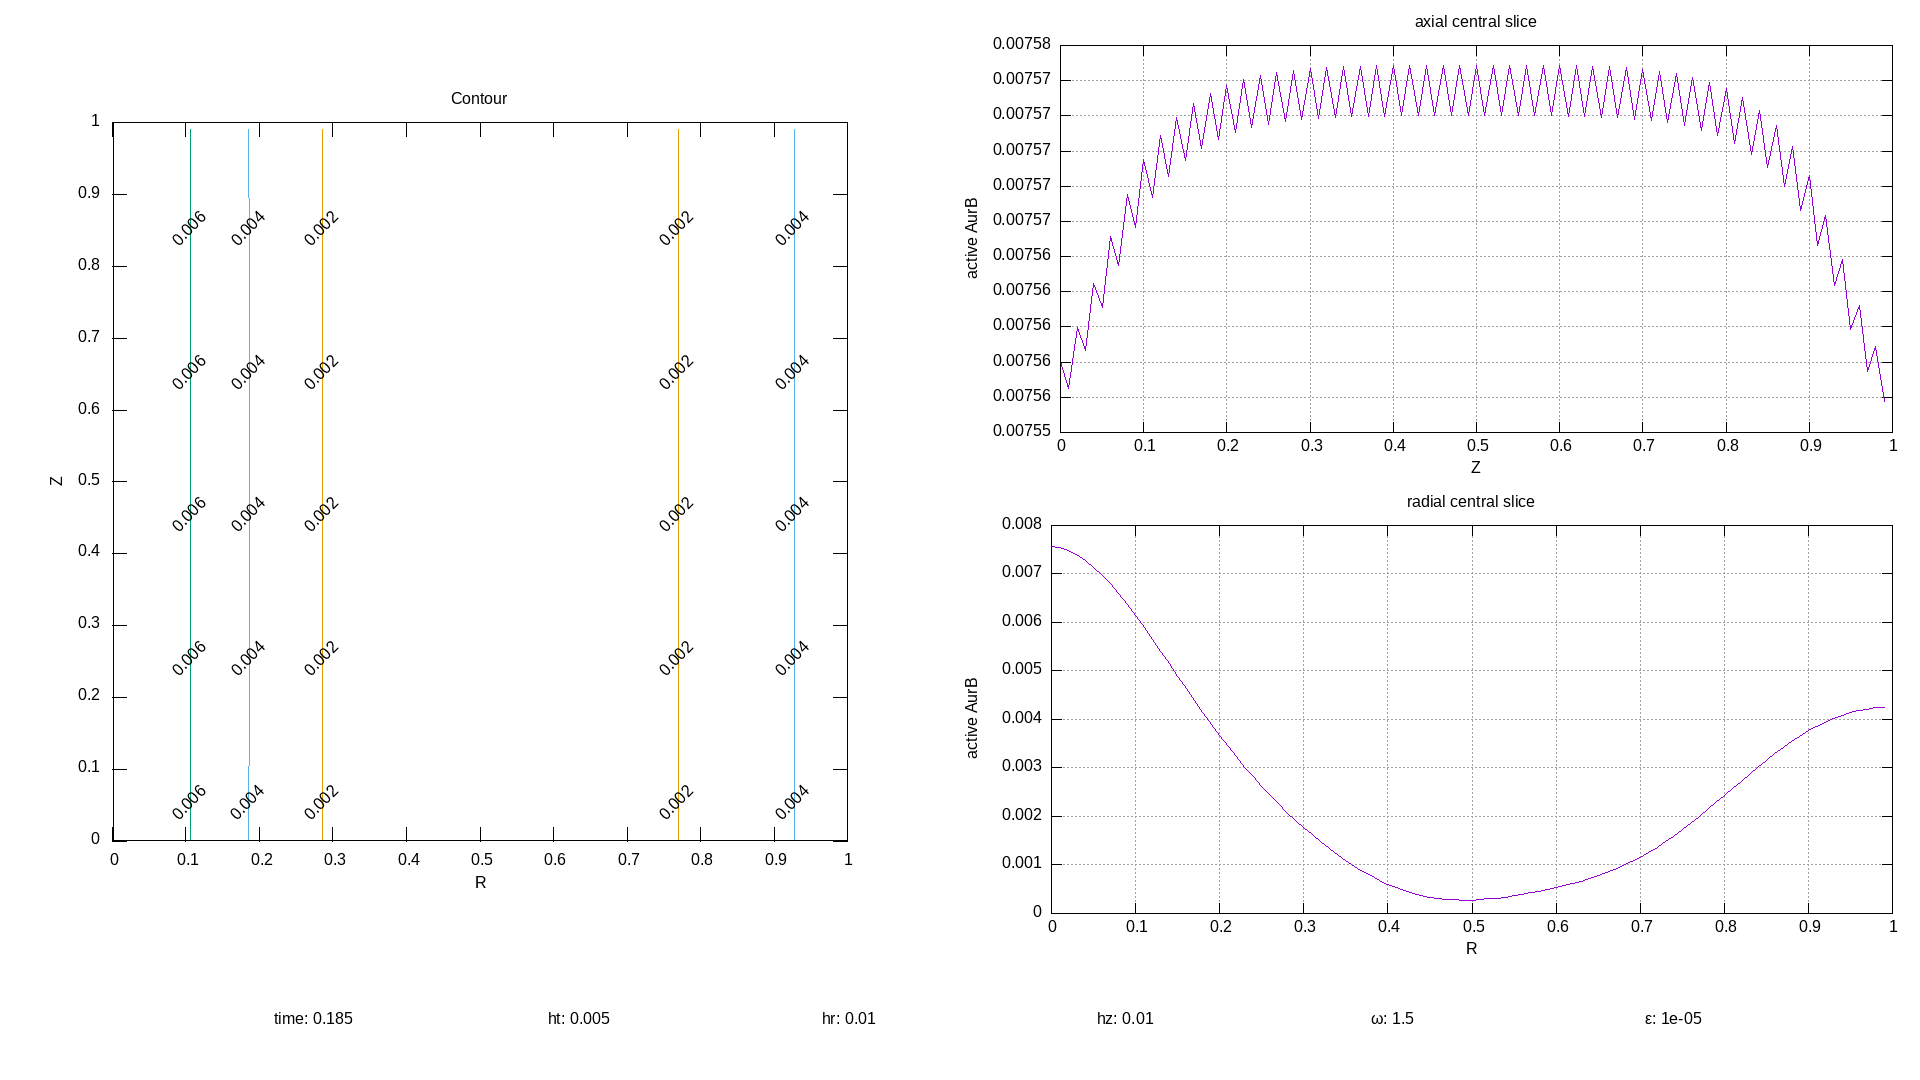 Contour
1
0.9
0.8
0.7
0.6
0.5
0.4
0.3
0.2
0.1
0
Z
0.006 0.004 0.002 0.002 0.004
0.006 0.004 0.002 0.002 0.004
0.006 0.004 0.002 0.002 0.004
0.006 0.004 0.002 0.002 0.004
0.006 0.004 0.002 0.002 0.004
0 0.1 0.2 0.3 0.4 0.5 0.6 0.7 0.8 0.9 1
R
axial central slice
0.00758
0.00757
0.00757
0.00757
0.00757
0.00757
0.00756
0.00756
0.00756
0.00756
0.00756
0.00755
active AurB
0 0.1 0.2 0.3 0.4 0.5 0.6 0.7 0.8 0.9 1
Z
radial central slice
0.008
0.007
0.006
0.005
0.004
0.003
0.002
0.001
0
active AurB
0 0.1 0.2 0.3 0.4 0.5 0.6 0.7 0.8 0.9 1
R
time: 0.185 ht: 0.005 hr: 0.01 hz: 0.01 ω: 1.5 ε: 1e-05